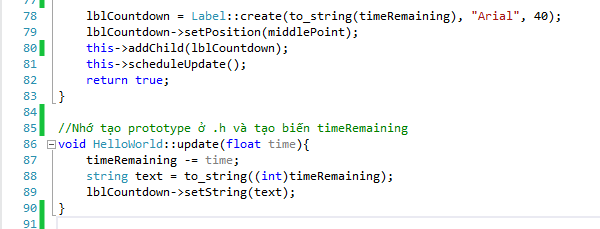 77
78 lblCountdown = Label::create(to_string(timeRemaining), "Arial", 40);
79 lblCountdown->setPosition(middlePoint);
80 this->addChild(lblCountdown);
81 this->scheduleUpdate();
82 return true;
83 }
84
85 //Nhớ tạo prototype ở .h và tạo biến timeRemaining
86 void HelloWorld::update(float time){
87 timeRemaining -= time;
88 string text = to_string((int)timeRemaining);
89 lblCountdown->setString(text);
90 }
91